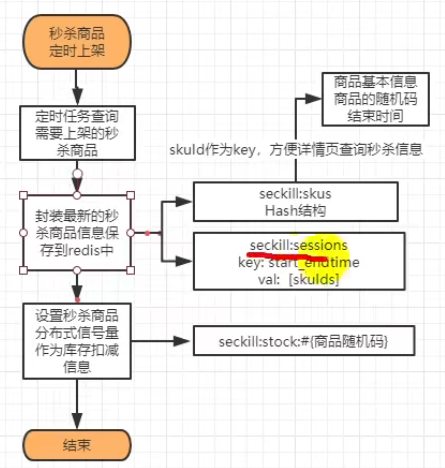 秒杀商品
定时上架
商品基本信息
商品的随机码
结束时间
定时任务查询
需要上架的秒
杀商品
skuId作为key，方便详情页查询秒杀信息
封装最新的秒
杀商品信息保
存到redis中
seckill:skus
Hash结构
seckill:sessions
key: start_endtime
val:  [skuIds]
设置秒杀商品
分布式信号量
作为库存扣减
信息
seckill:stock:#{商品随机码}
结束